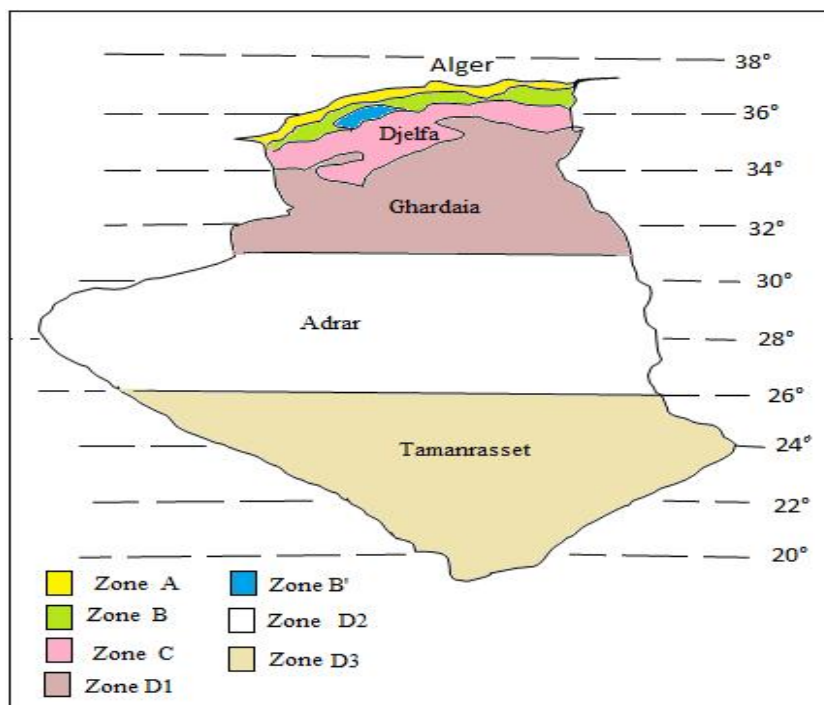 Alger
38°
36°
Djelfa
34°
Ghardaia
32°
30°
Adrar
28°
26°
Tamanrasset
24°
22°
20°
Zone A
Zone B'
Zone B
Zone D2
Zone C
Zone D3
Zone D1